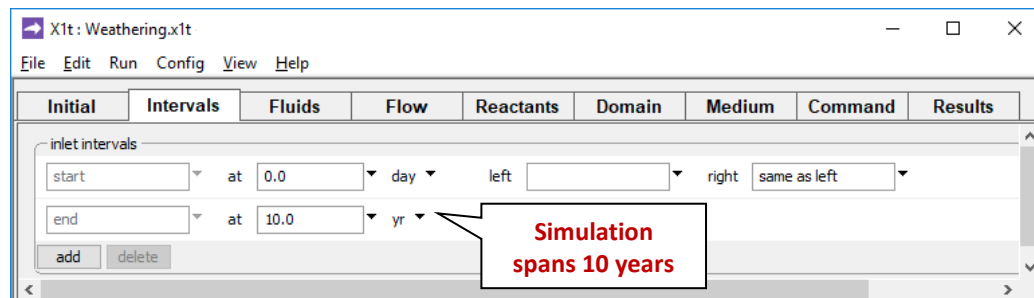 X1t : Weathering.x1t
File Edit Run Config View Help
Initial Intervals Fluids Flow Reactants Domain Medium Command Results
inlet intervals
start at 0.0 day left right same as left
end at 10.0 yr
Simulation
spans 10 years
add delete